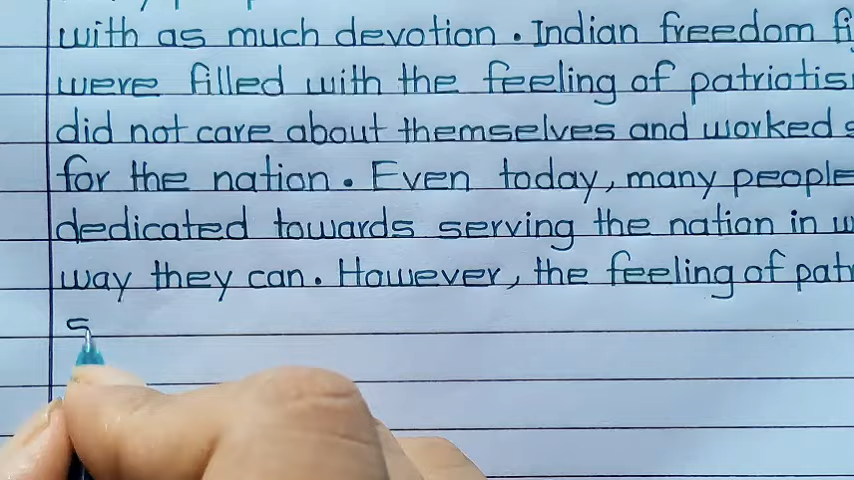 with as much devotion. Indian freedom fi
were filled with the feeling of patriotis
did not care about themselves and worked s
for the nation. Even today, many people
dedicated towards serving the nation in w
way they can. However, the feeling of patr
s